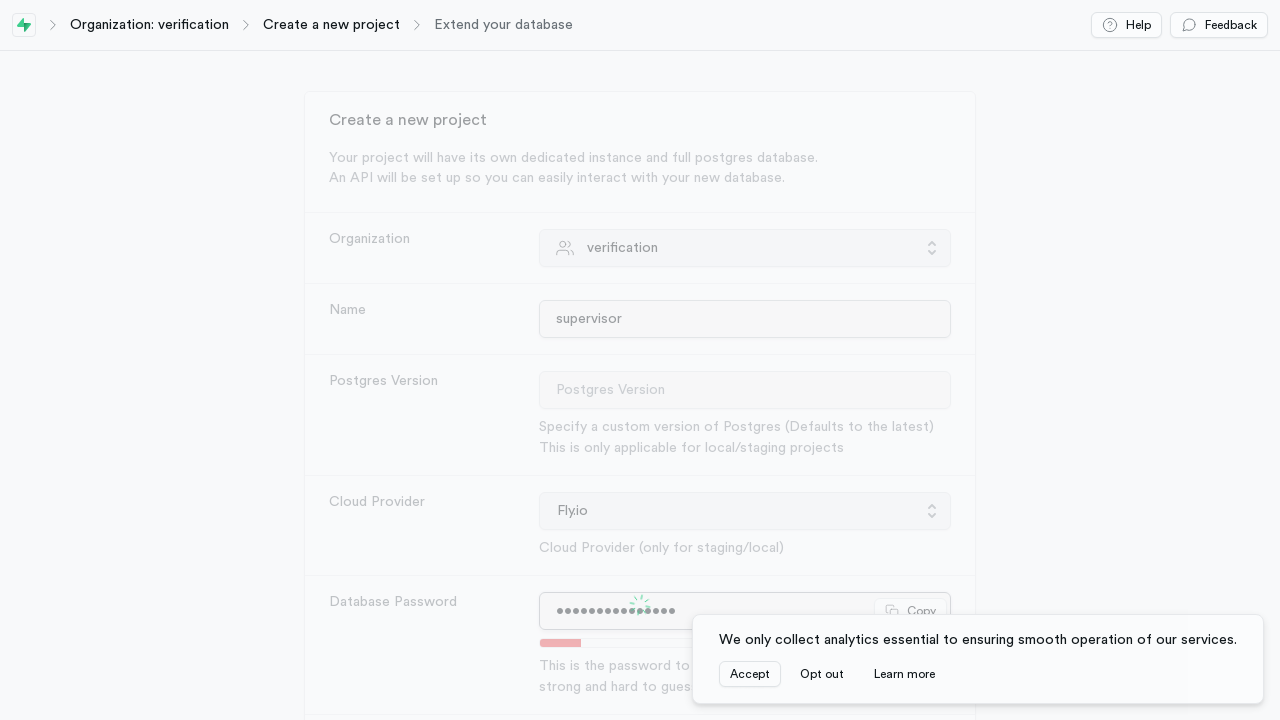 Organization: verification
Create a new project
Extend your database
Help
Feedback
Create a new project
Your project will have its own dedicated instance and full postgres database.
An API will be set up so you can easily interact with your new database.
Organization
verification
Name
supervisor
Postgres Version
Postgres Version
Specify a custom version of Postgres (Defaults to the latest)
This is only applicable for local/staging projects
Cloud Provider
Fly.io
Cloud Provider (only for staging/local)
Database Password
••••••••••••••••
Copy
This is the password to
strong and hard to gues
We only collect analytics essential to ensuring smooth operation of our services.
Accept
Opt out
Learn more